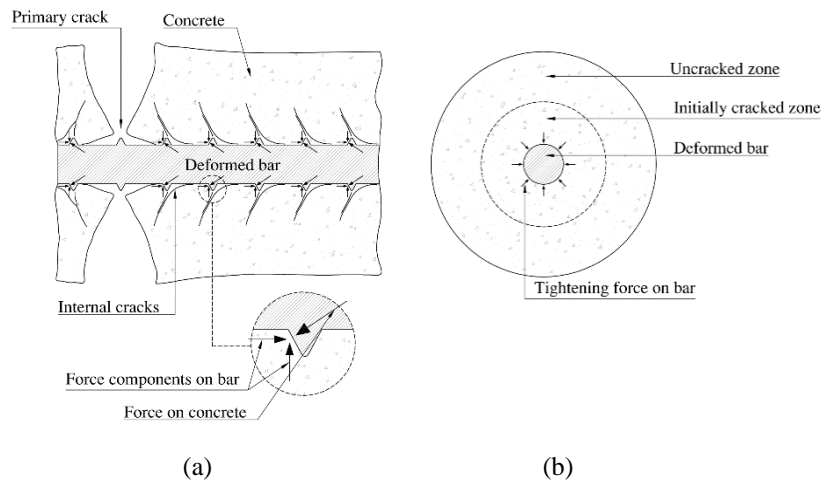 Primary crack
Concrete
Deformed bar
Internal cracks
Force components on bar
Force on concrete
(a)
Uncracked zone
Initially cracked zone
Deformed bar
Tightening force on bar
(b)